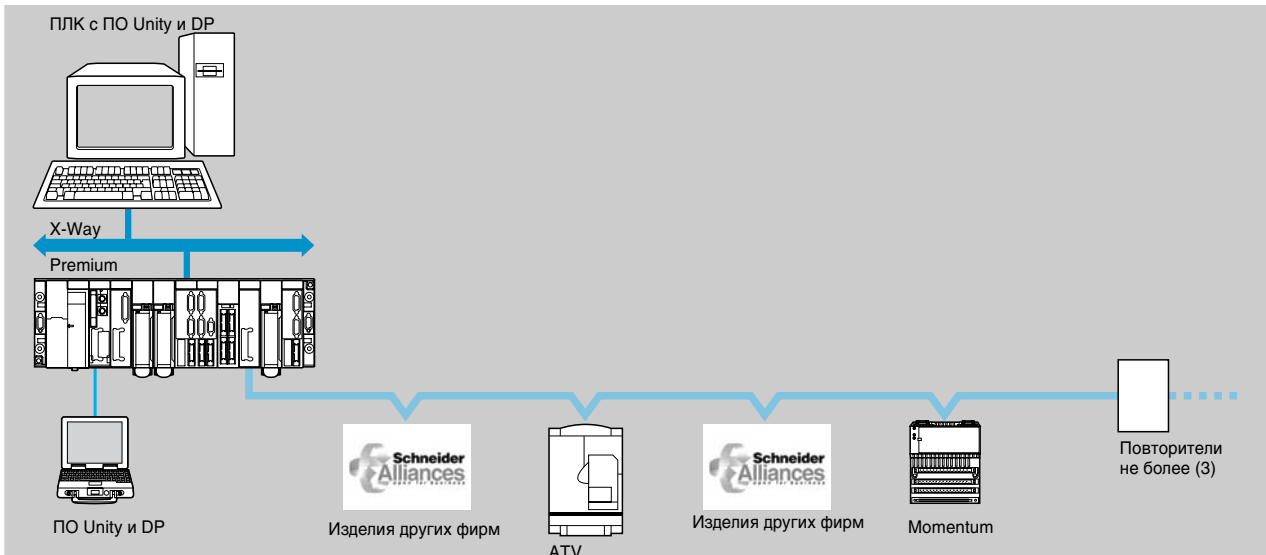 ПЛК с ПО Unity и DP
X-Way
Premium
Schneider
Alliances
Schneider
Alliances
Повторители
не более (3)
ПО Unity и DP
Изделия других фирм
ATV
Изделия других фирм
Momentum